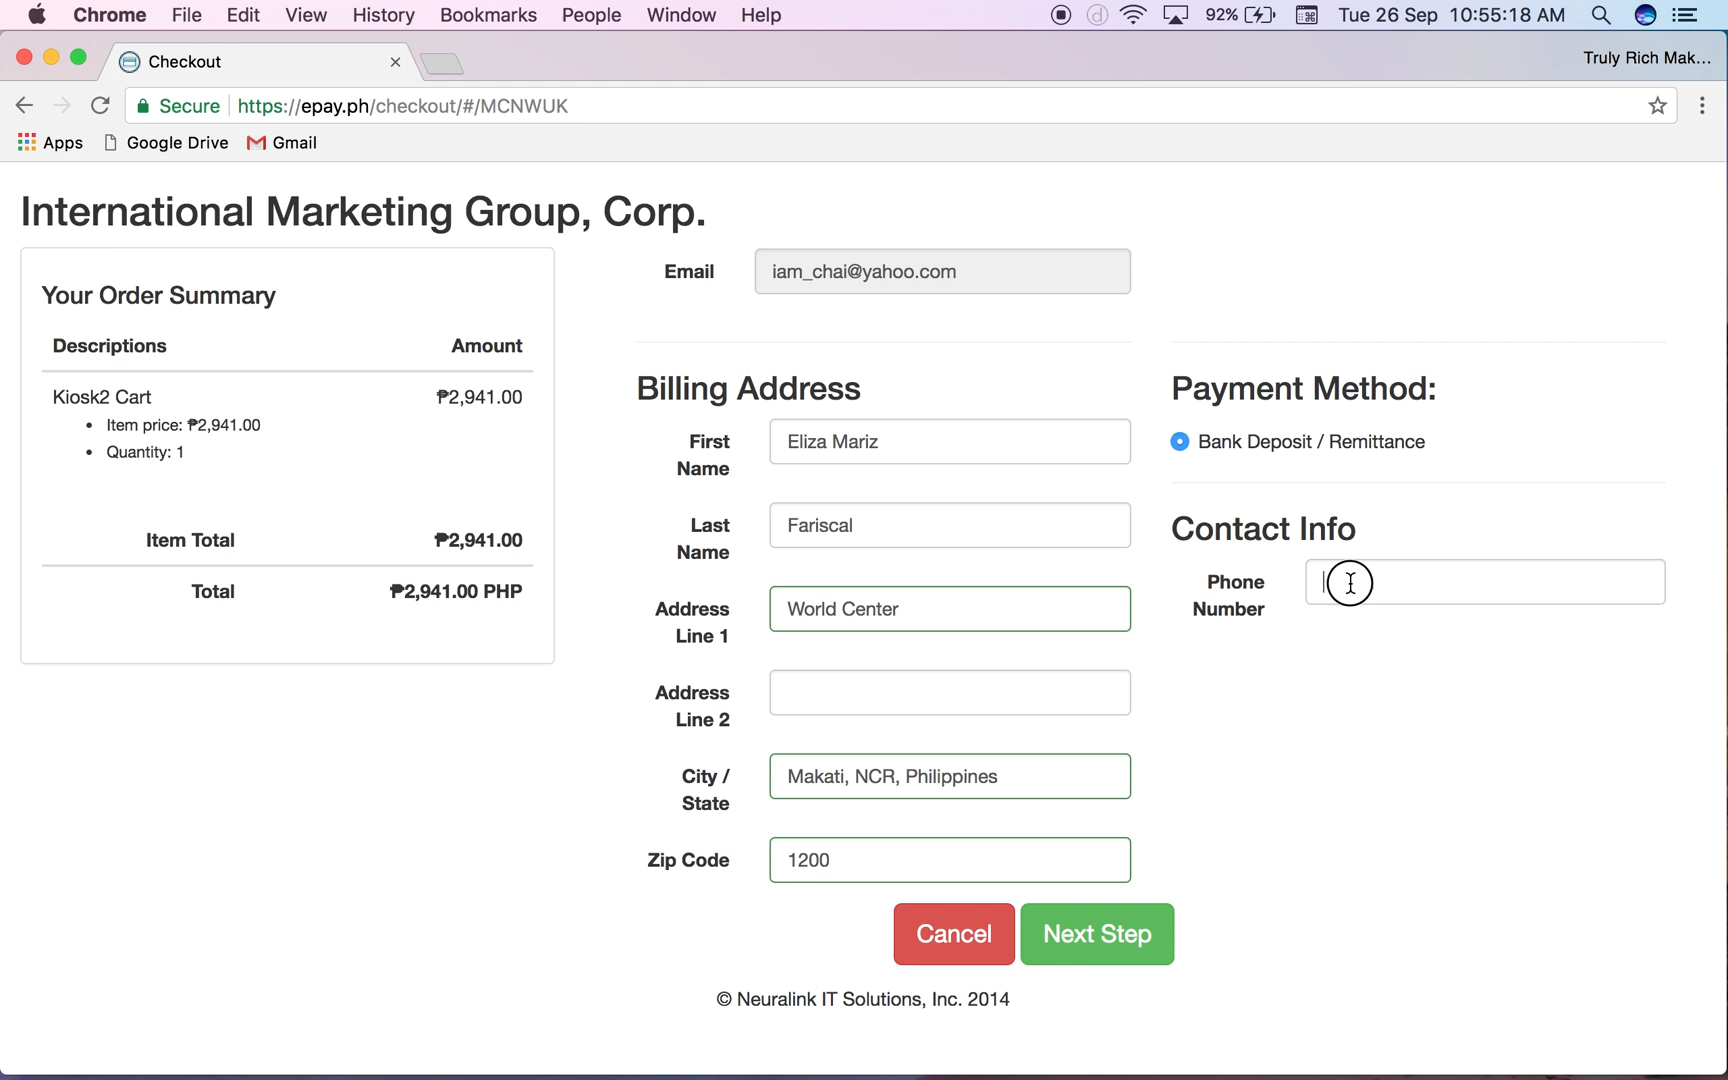 Chrome File Edit View History Bookmarks People Window Help 92% Tue 26 Sep 10:55:18 AM
Checkout Truly Rich Mak...
Secure https://epay.ph/checkout/#/MCNWUK
Apps Google Drive Gmail
International Marketing Group, Corp.
Your Order Summary
Descriptions Amount
Kiosk2 Cart ₱2,941.00
• Item price: ₱2,941.00
• Quantity: 1
Item Total ₱2,941.00
Total ₱2,941.00 PHP
Email iam_chai@yahoo.com
Billing Address
First
Name
Eliza Mariz
Last
Name
Fariscal
Address
Line 1
World Center
Address
Line 2
City /
State
Makati, NCR, Philippines
Zip Code 1200
Payment Method:
Bank Deposit / Remittance
Contact Info
Phone
Number
Cancel Next Step
© Neuralink IT Solutions, Inc. 2014